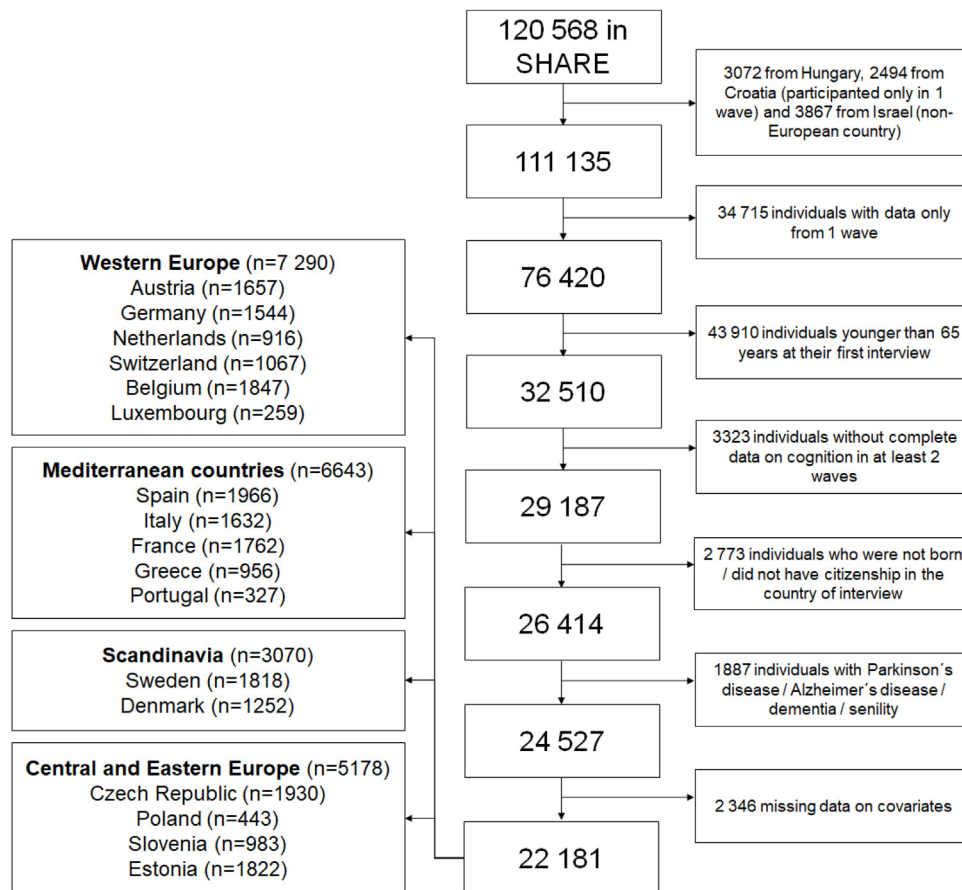 120 568 in
SHARE
3072 from Hungary, 2494 from
Croatia (participanted only in 1
wave) and 3867 from Israel (non-
European country)
111 135
34 715 individuals with data only
from 1 wave
76 420
43 910 individuals younger than 65
years at their first interview
32 510
3323 individuals without complete
data on cognition in at least 2
waves
29 187
2 773 individuals who were not born
/ did not have citizenship in the
country of interview
26 414
1887 individuals with Parkinson´s
disease / Alzheimer´s disease /
dementia / senility
24 527
2 346 missing data on covariates
22 181
Western Europe (n=7 290)
Austria (n=1657)
Germany (n=1544)
Netherlands (n=916)
Switzerland (n=1067)
Belgium (n=1847)
Luxembourg (n=259)
Mediterranean countries (n=6643)
Spain (n=1966)
Italy (n=1632)
France (n=1762)
Greece (n=956)
Portugal (n=327)
Scandinavia (n=3070)
Sweden (n=1818)
Denmark (n=1252)
Central and Eastern Europe (n=5178)
Czech Republic (n=1930)
Poland (n=443)
Slovenia (n=983)
Estonia (n=1822)